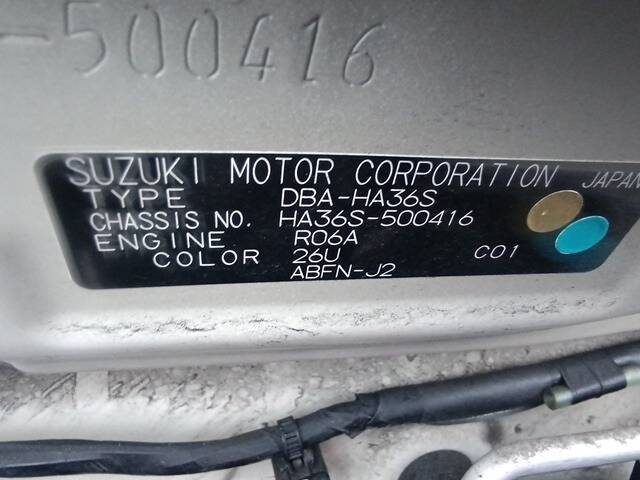 -500416
SUZUKI MOTOR CORPORATION JAPAN
TYPE DBA-HA36S
CHASSIS NO. HA36S-500416
ENGINE R06A
COLOR 26U C01
ABFN-J2